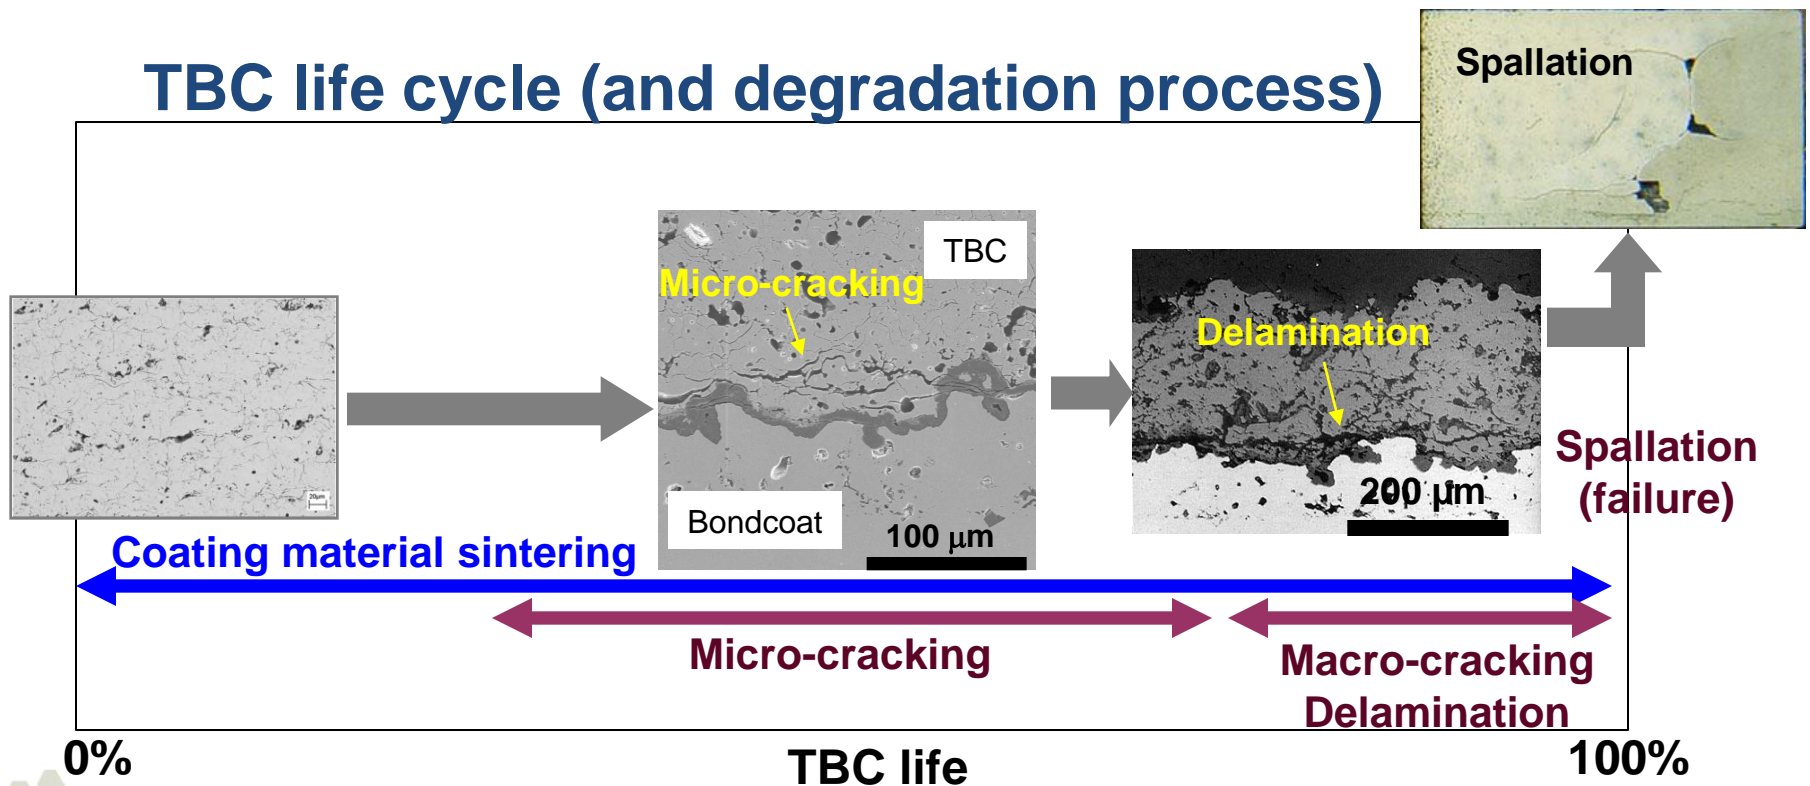 TBC life cycle (and degradation process)
Spallation
TBC
Micro-cracking
Delamination
20µm
Bondcoat
100 µm
200 µm
Spallation
(failure)
Coating material sintering
Micro-cracking
Macro-cracking
Delamination
0%
TBC life
100%